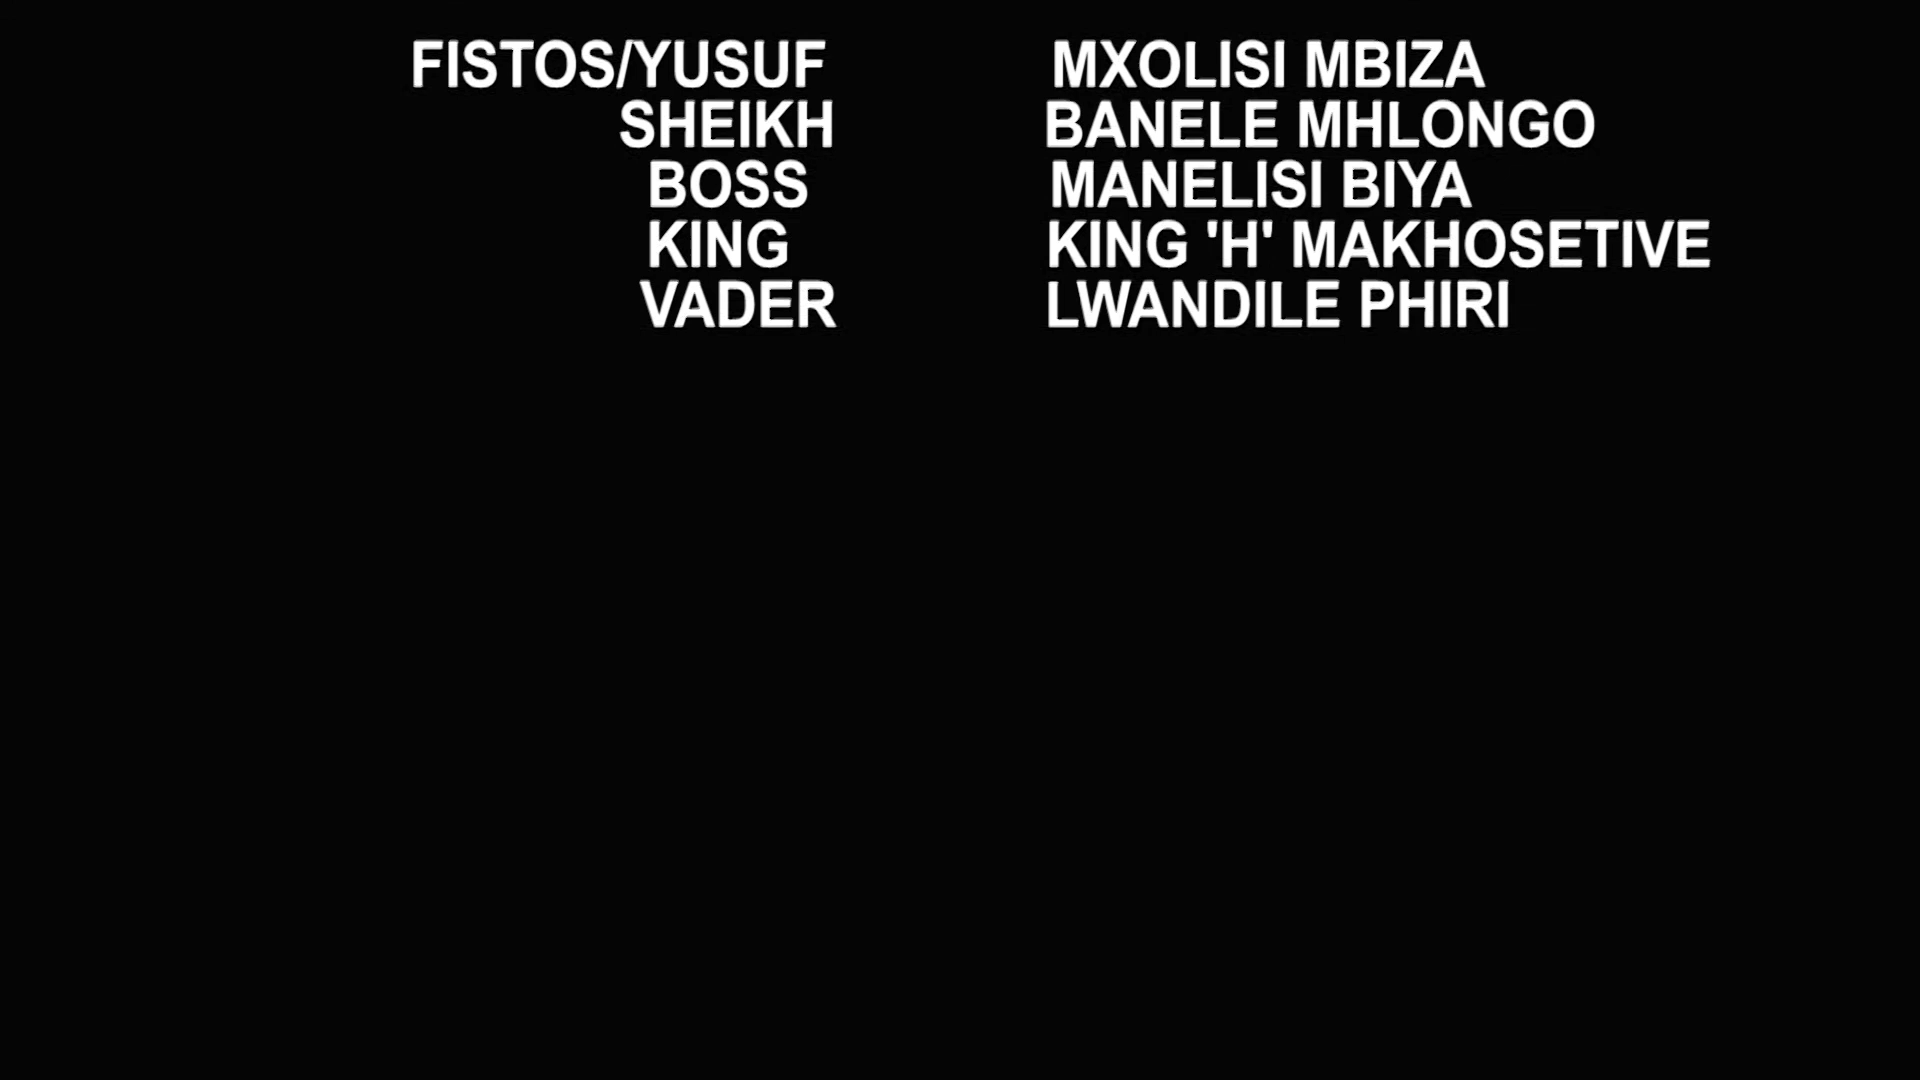 FISTOS/YUSUF MXOLISI MBIZA
SHEIKH BANELE MHLONGO
BOSS MANELISI BIYA
KING KING 'H' MAKHOSETIVE
VADER LWANDILE PHIRI